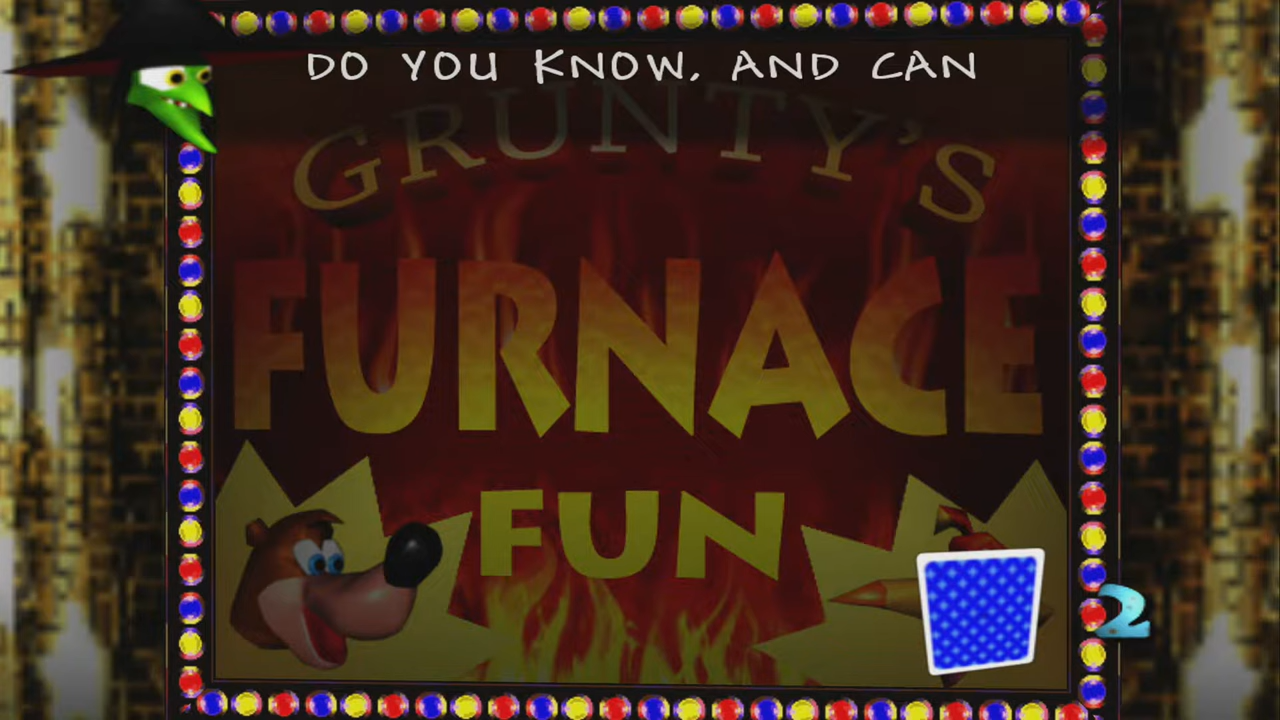 DO YOU KNOW, AND CAN
GRUNTY'S
FURNACE
FUN
2